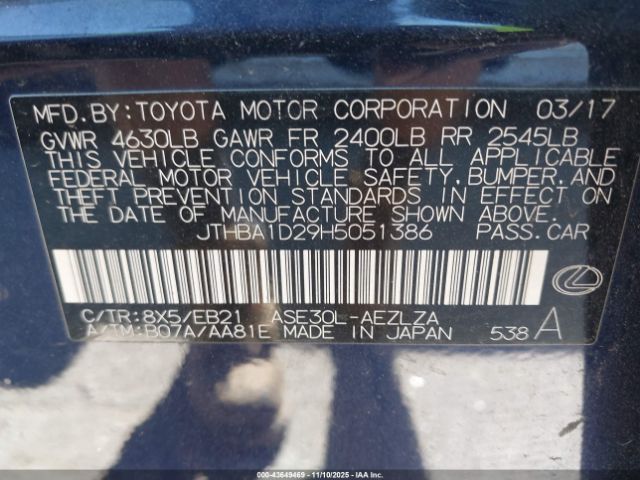 MFD.BY:TOYOTA MOTOR CORPORATION 03/17
GVWR 4630LB GAWR FR 2400LB RR 2545LB
THIS VEHICLE CONFORMS TO ALL APPLICABLE
FEDERAL MOTOR VEHICLE SAFETY, BUMPER, AND
THEFT PREVENTION STANDARDS IN EFFECT ON
THE DATE OF MANUFACTURE SHOWN ABOVE.
JTHBA1D29H5051386 PASS.CAR
C/TR:8X5/EB21 ASE30L-AEZLZA
A/TM:B07A/AA81E MADE IN JAPAN 538 A
000-43649469 - 11/10/2025 - IAA Inc.